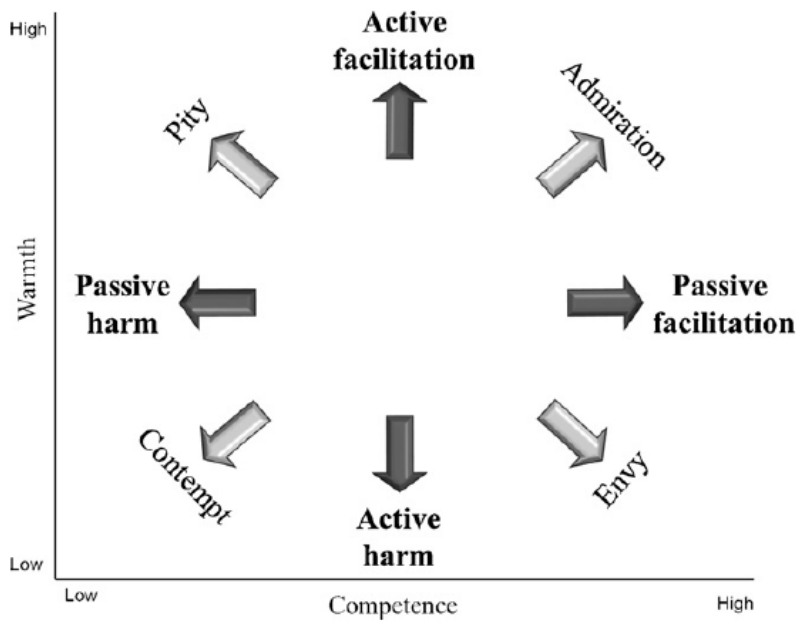 High
Active
facilitation
Pity
Admiration
Warmth
Passive
harm
Passive
facilitation
Contempt
Envy
Active
harm
Low
Low
Competence
High